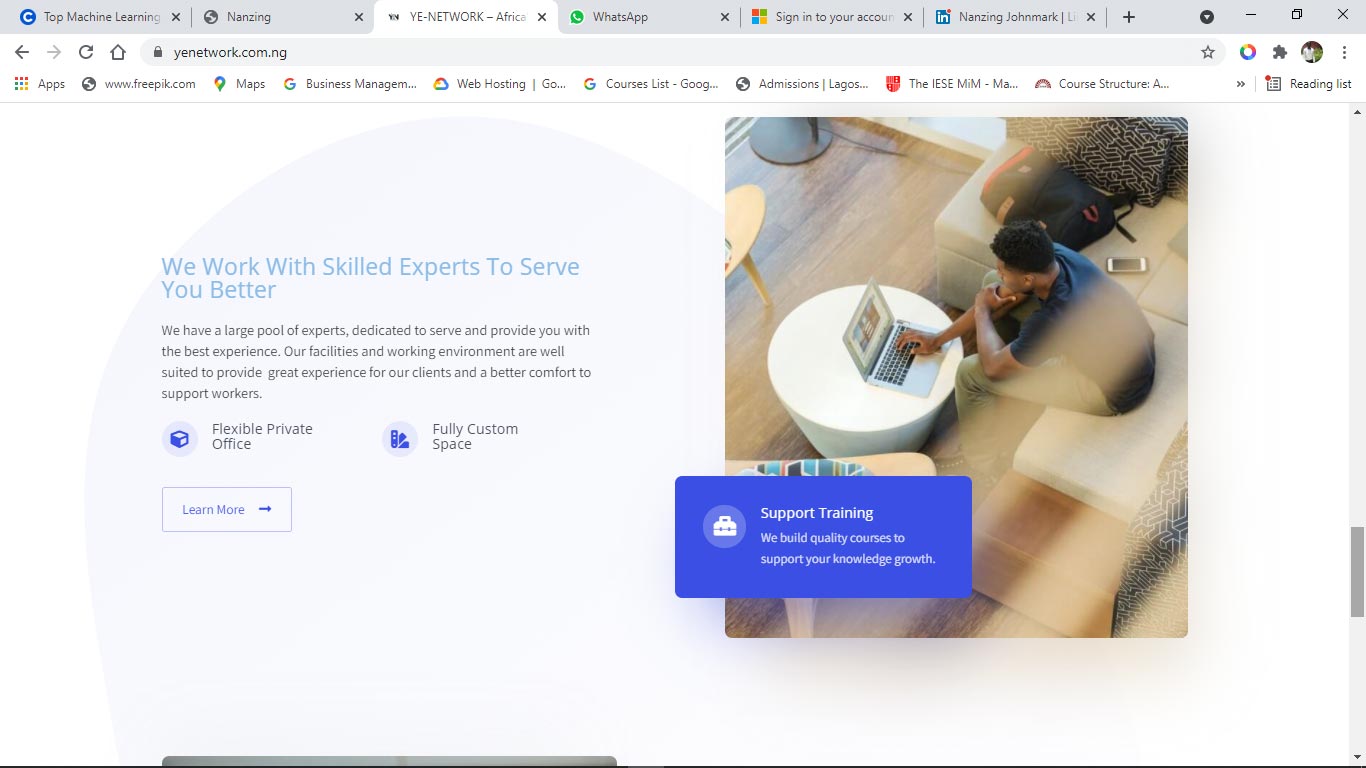 Top Machine Learning
Nanzing
YE-NETWORK – Africa
WhatsApp
Sign in to your accoun
Nanzing Johnmark | Li
yenetwork.com.ng
Apps
www.freepik.com
Maps
Business Managem...
Web Hosting | Go...
Courses List - Goog...
Admissions | Lagos...
The IESE MiM - Ma...
Course Structure: A...
»
Reading list
We Work With Skilled Experts To Serve
You Better
We have a large pool of experts, dedicated to serve and provide you with
the best experience. Our facilities and working environment are well
suited to provide  great experience for our clients and a better comfort to
support workers.
Flexible Private
Office
Fully Custom
Space
Learn More
Support Training
We build quality courses to
support your knowledge growth.